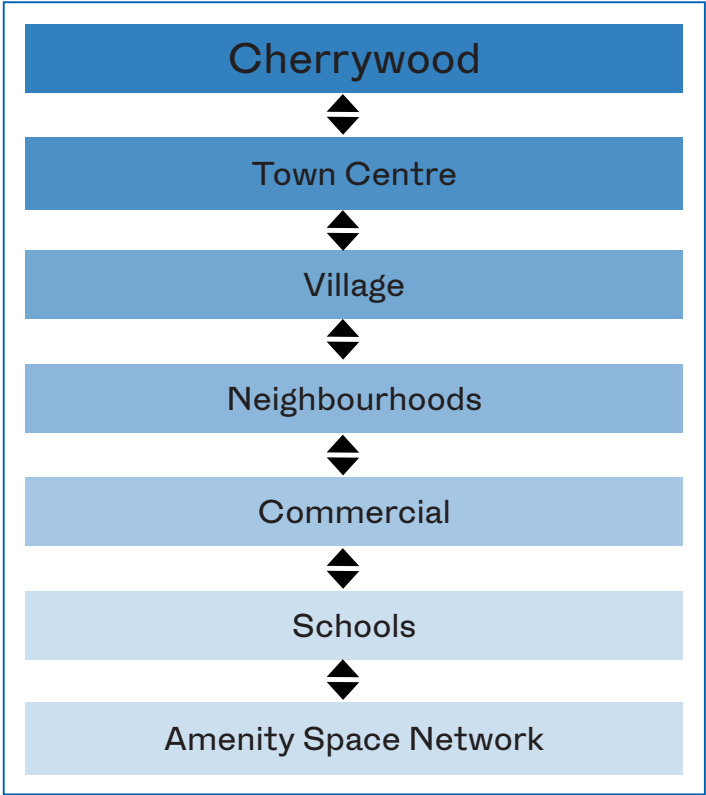 Cherrywood
Town Centre
Village
Neighbourhoods
Commercial
Schools
Amenity Space Network